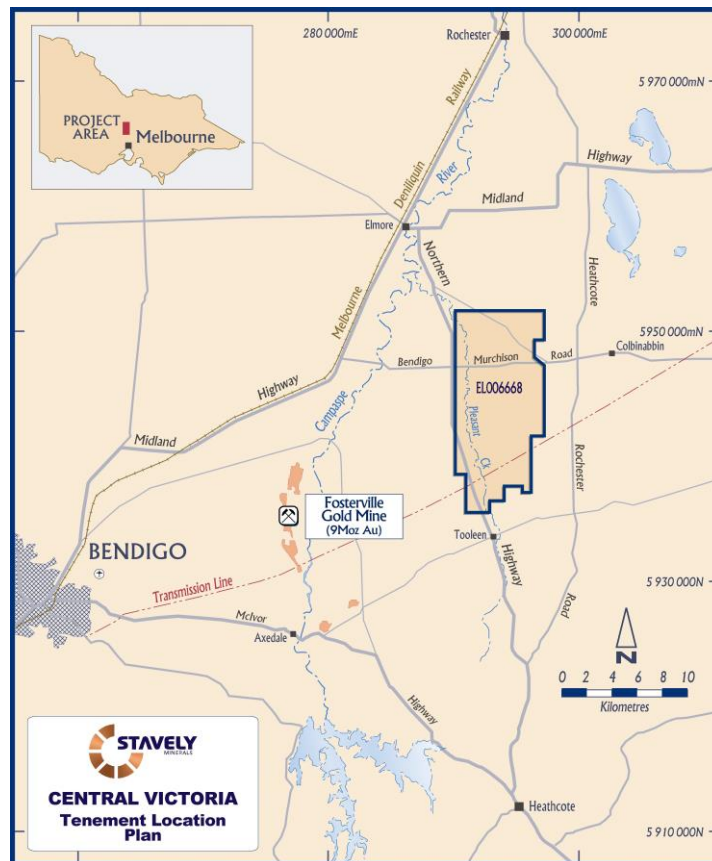 280 000mE
300 000mE
Rochester
5 970 000mN
PROJECT
AREA
Melbourne
Railway
Deniliquin
River
Highway
Midland
Elmore
Northern
Heathcote
Melbourne
5950 000mN
Colbinabbin
Bendigo
Murchison
Road
EL006668
Campaspe
Highway
Pleasant
Ck
Midland
Rochester
Fosterville
Gold Mine
(9Moz Au)
Tooleen
BENDIGO
Highway
Transmission Line
5 930 000N
Road
McIvor
Axedale
N
0 2 4 6 8 10
Kilometres
Highway
STAVELY
MINERALS
CENTRAL VICTORIA
Tenement Location
Plan
Heathcote
5 910 000mN